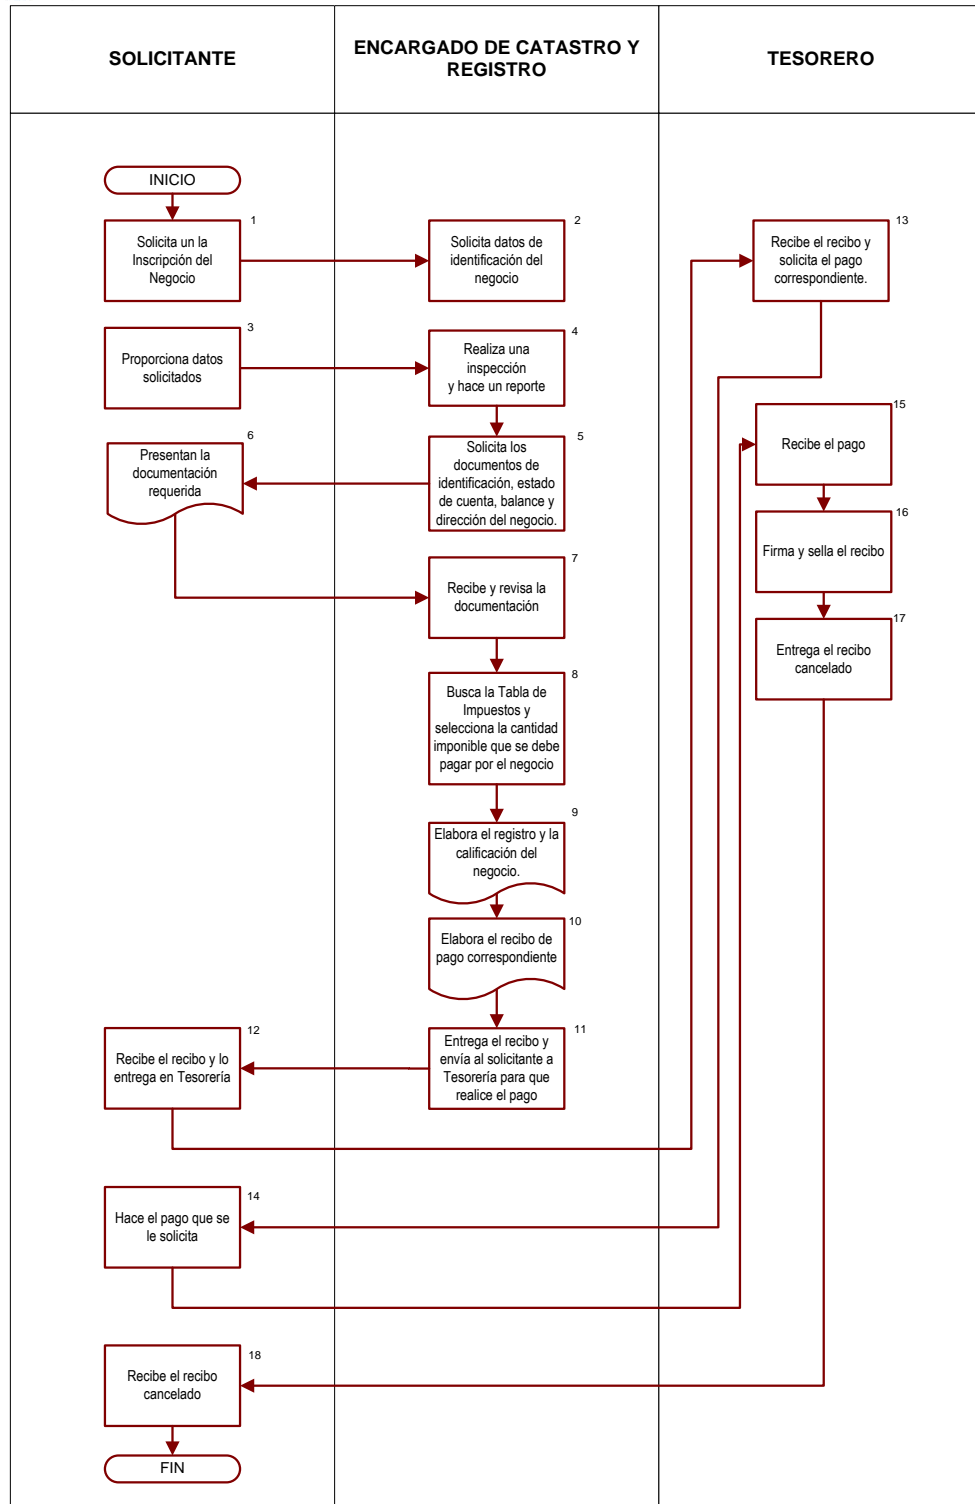 SOLICITANTE
ENCARGADO DE CATASTRO Y
REGISTRO
TESORERO
INICIO
1
Solicita un la
Inscripción del
Negocio
2
Solicita datos de
identificación del
negocio
13
Recibe el recibo y
solicita el pago
correspondiente.
3
Proporciona datos
solicitados
4
Realiza una
inspección
y hace un reporte
15
Recibe el pago
6
Presentan la
documentación
requerida
5
Solicita los
documentos de
identificación, estado
de cuenta, balance y
dirección del negocio.
16
Firma y sella el recibo
7
Recibe y revisa la
documentación
17
Entrega el recibo
cancelado
8
Busca la Tabla de
Impuestos y
selecciona la cantidad
imponible que se debe
pagar por el negocio
9
Elabora el registro y la
calificación del
negocio.
10
Elabora el recibo de
pago correspondiente
12
Recibe el recibo y lo
entrega en Tesorería
11
Entrega el recibo y
envía al solicitante a
Tesorería para que
realice el pago
14
Hace el pago que se
le solicita
18
Recibe el recibo
cancelado
FIN